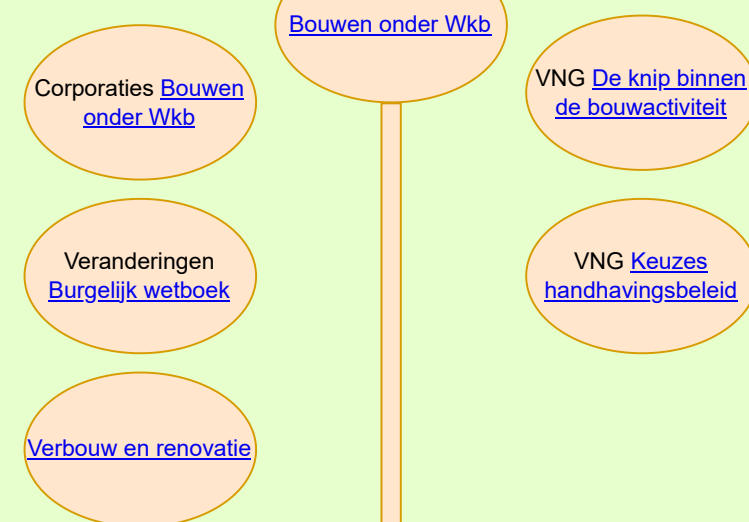 Bouwen onder Wkb
Corporaties Bouwen
onder Wkb
VNG De knip binnen
de bouwactiviteit
Veranderingen
Burgelijk wetboek
VNG Keuzes
handhavingsbeleid
Verbouw en renovatie